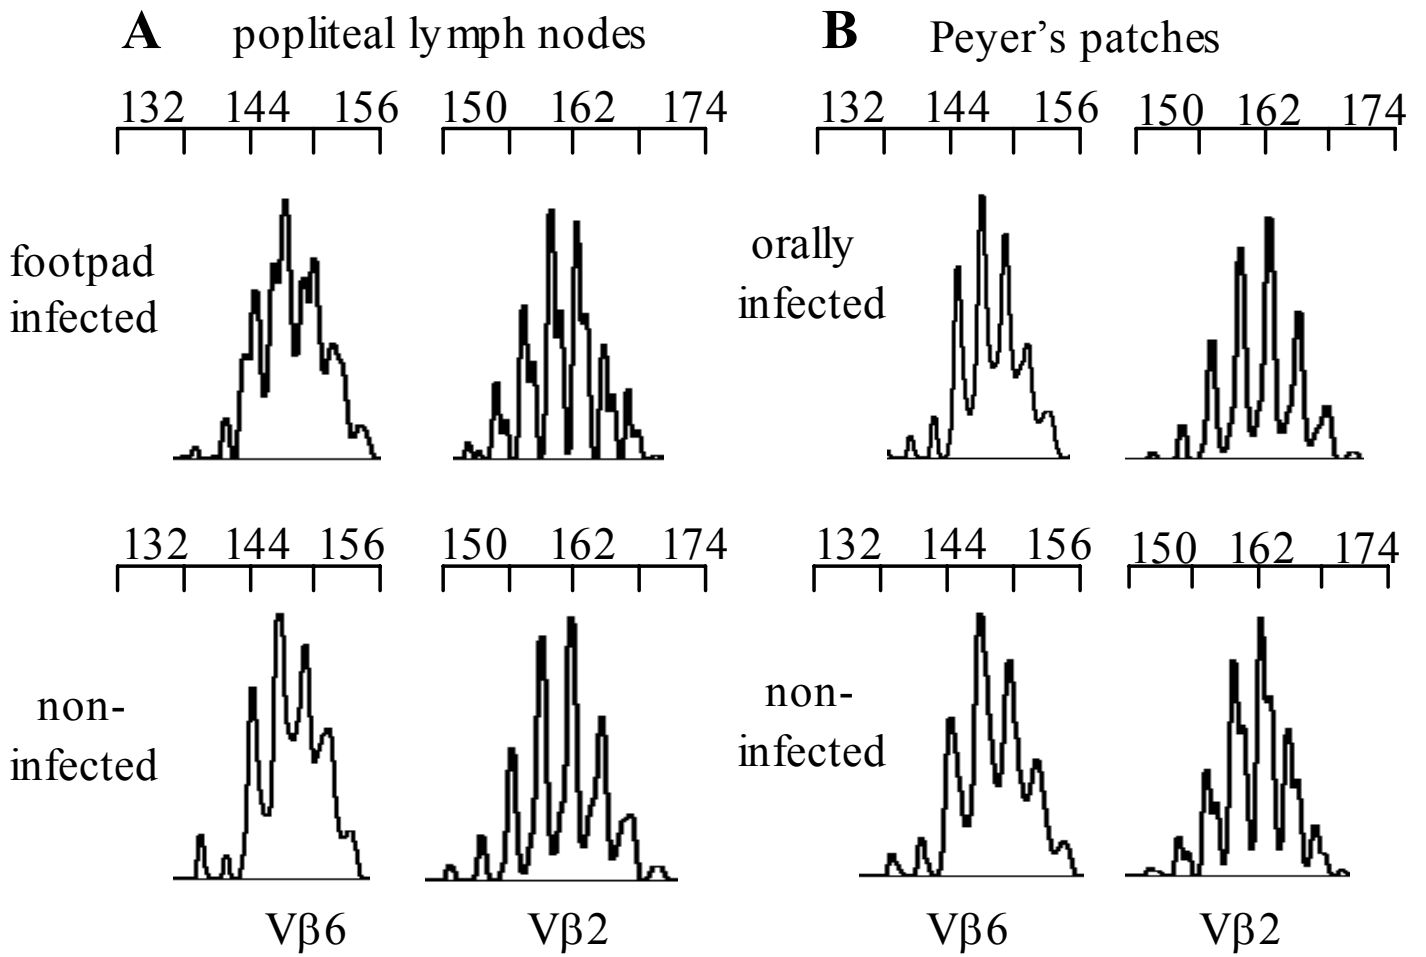 A popliteal lymph nodes
B Peyer's patches
132 144 156
150 162 174
132 144 156
150 162 174
footpad
infected
orally
infected
132 144 156
150 162 174
132 144 156
150 162 174
non-
infected
non-
infected
Vβ6
Vβ2
Vβ6
Vβ2